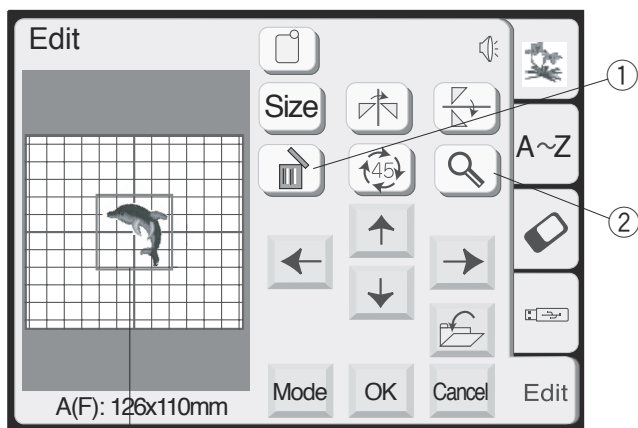 Edit
Size
①
A~Z
45
②
A(F): 126x110mm
Mode
OK
Cancel
Edit